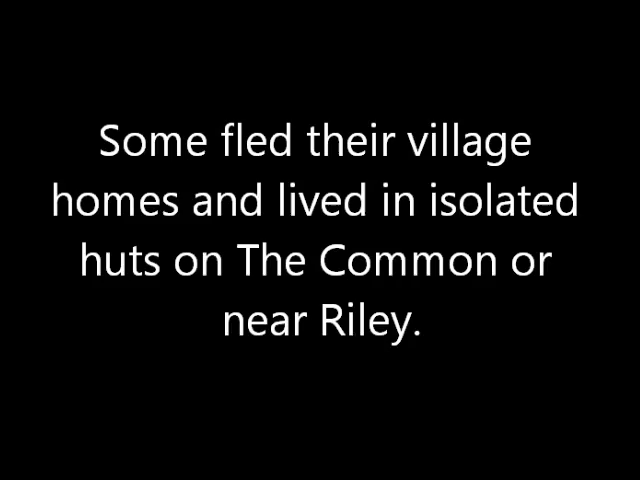 Some fled their village
homes and lived in isolated
huts on The Common or
near Riley.